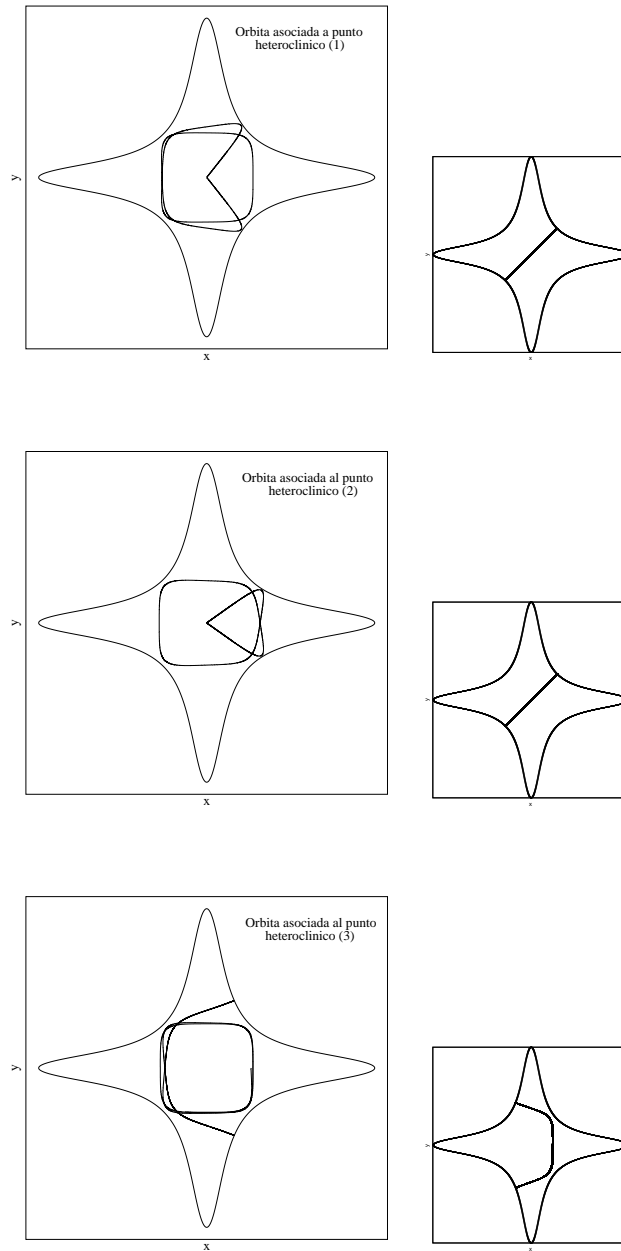 Orbita asociada a punto
heteroclinico (1)
y
x
y
x
Orbita asociada al punto
heteroclinico (2)
y
x
y
x
Orbita asociada al punto
heteroclinico (3)
y
x
y
x